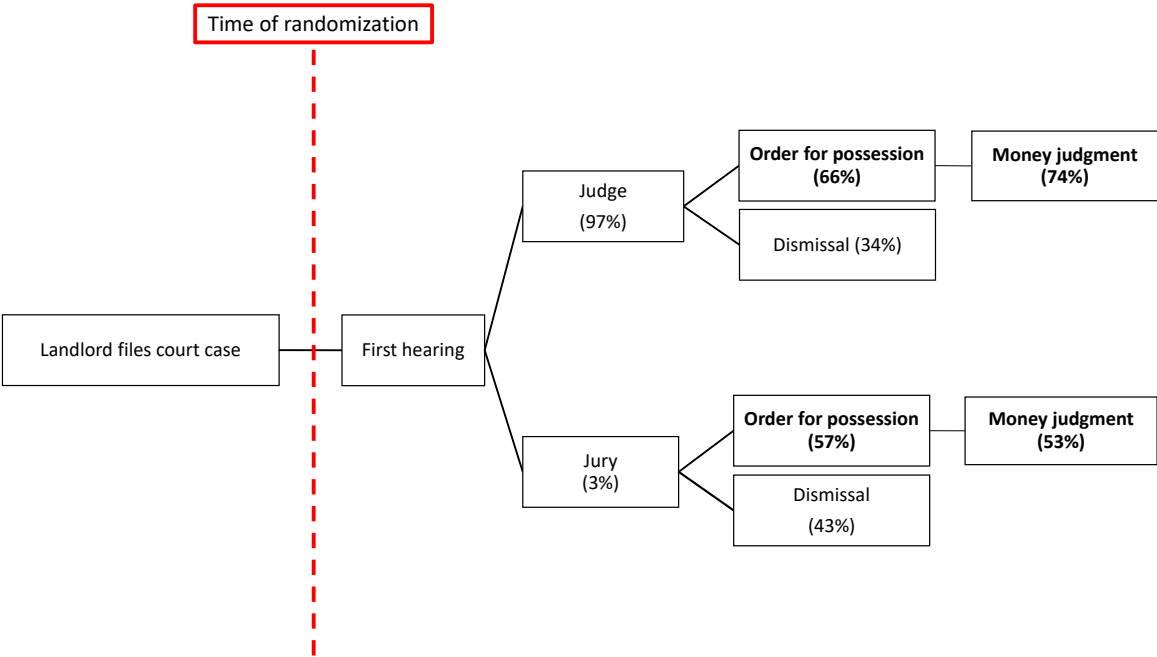 Time of randomization
Order for possession
(66%)
Money judgment
(74%)
Judge
(97%)
Dismissal (34%)
Landlord files court case
First hearing
Order for possession
(57%)
Money judgment
(53%)
Jury
(3%)
Dismissal
(43%)